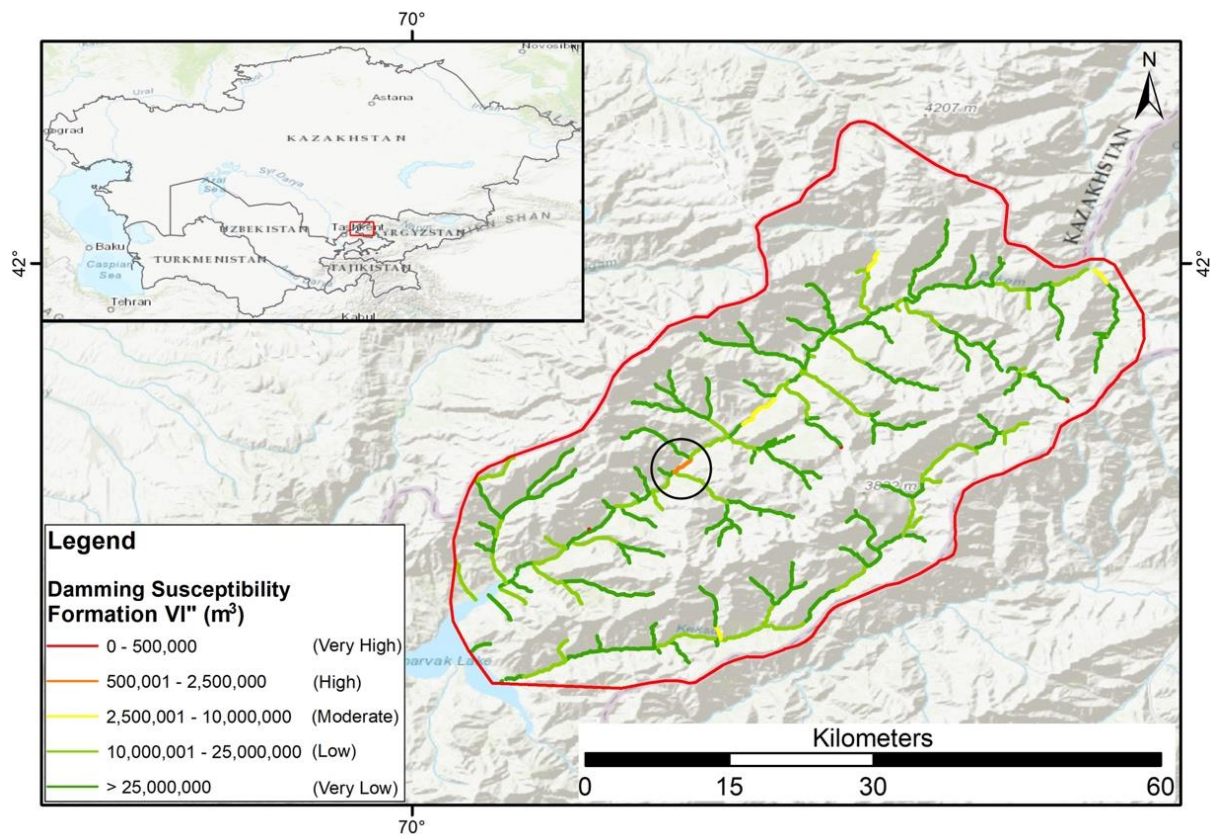 70°
Novosibi
Ural
Astana
Irtysh
ograd
KAZAKHSTAN
Aral
Sea
Syr Darya
UZBEKISTAN
Tashkent
KYRGYZSTAN
N SHAN
Baku
Caspian
Sea
TURKMENISTAN
TAJIKISTAN
Tehran
Kabul
N
4207 m
KAZAKHSTAN
42°
42°
3822 m
Legend
Damming Susceptibility
Formation VI" (m³)
0 - 500,000 (Very High)
500,001 - 2,500,000 (High)
2,500,001 - 10,000,000 (Moderate)
10,000,001 - 25,000,000 (Low)
> 25,000,000 (Very Low)
harvak Lake
Kilometers
0 15 30 60
70°